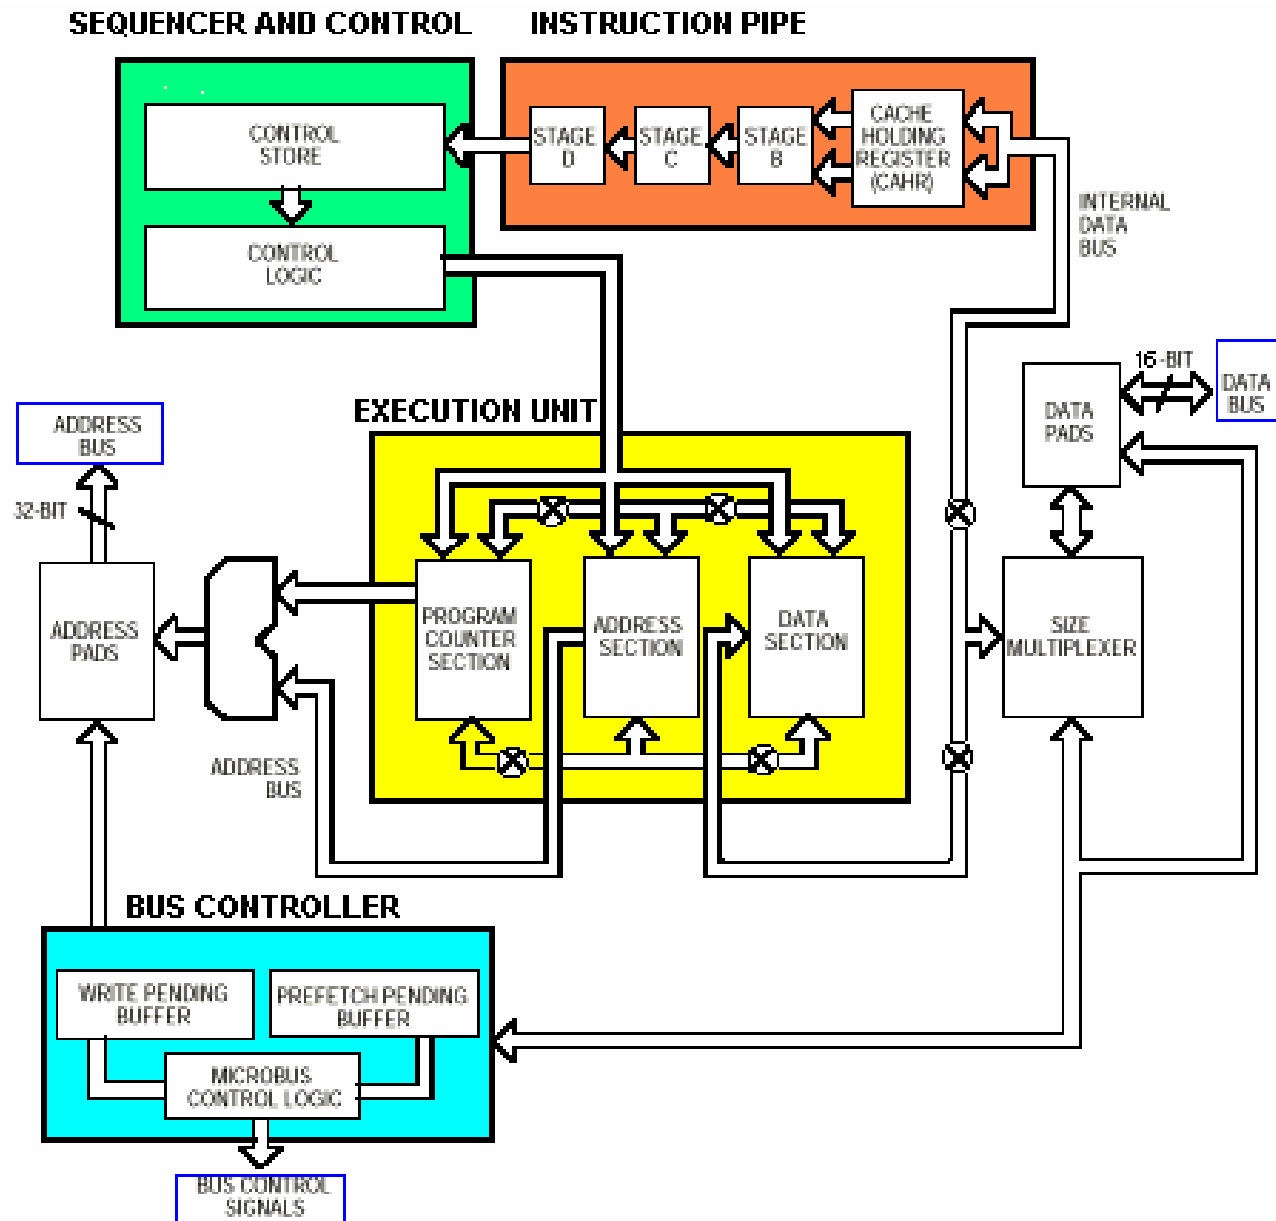 SEQUENCER AND CONTROL
INSTRUCTION PIPE
CONTROL
STORE
CONTROL
LOGIC
STAGE
D
STAGE
C
STAGE
B
CACHE
HOLDING
REGISTER
(CAHR)
INTERNAL
DATA
BUS
16-BIT
DATA
BUS
DATA
PADS
ADDRESS
BUS
32-BIT
EXECUTION UNIT
ADDRESS
PADS
PROGRAM
COUNTER
SECTION
ADDRESS
SECTION
DATA
SECTION
SIZE
MULTIPLEXER
ADDRESS
BUS
BUS CONTROLLER
WRITE PENDING
BUFFER
PREFETCH PENDING
BUFFER
MICROBUS
CONTROL LOGIC
BUS CONTROL
SIGNALS